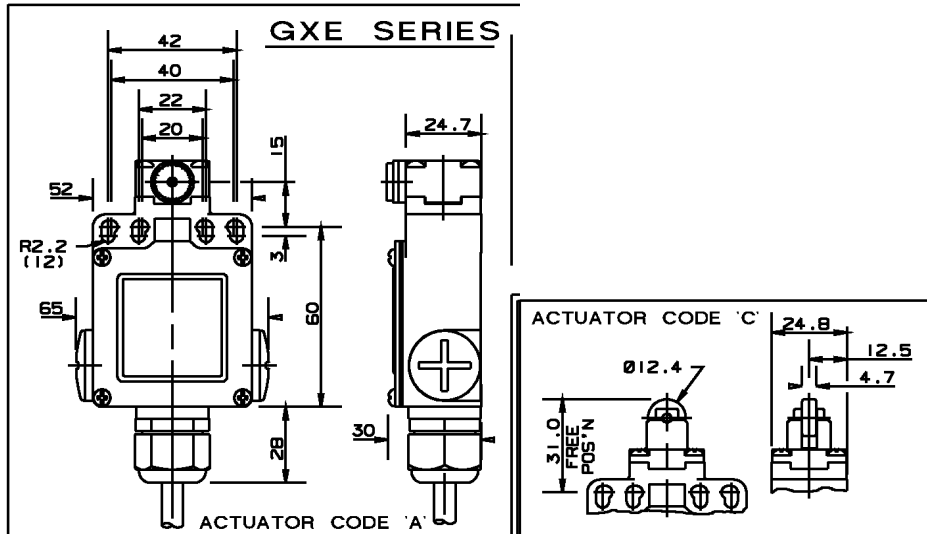 GXE SERIES
42
40
22
20
15
24.7
52
R2.2
(12)
3
65
60
30
28
ACTUATOR CODE 'A'
ACTUATOR CODE 'C'
24.8
12.5
4.7
Ø12.4
31.0
FREE
POS'N